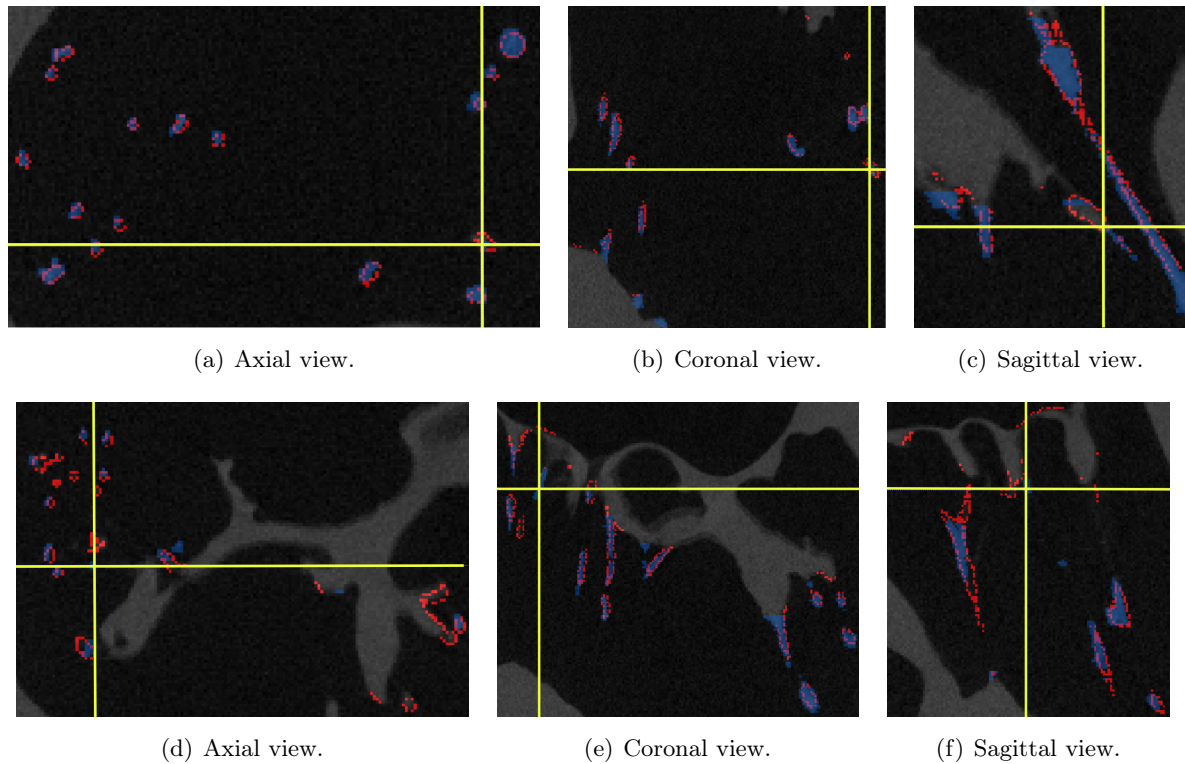 (a) Axial view.
(b) Coronal view.
(c) Sagittal view.
(d) Axial view.
(e) Coronal view.
(f) Sagittal view.